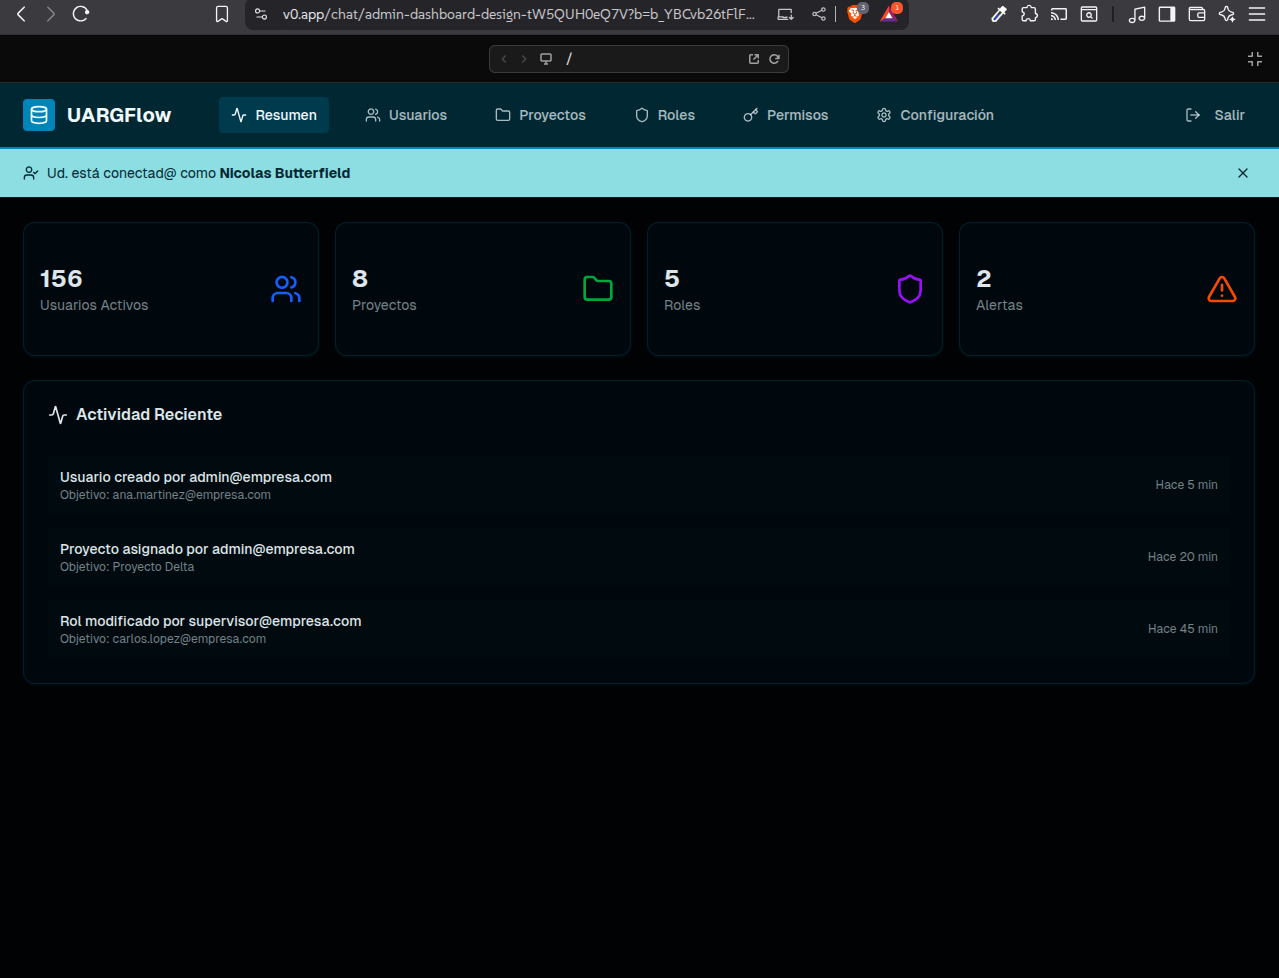 v0.app/chat/admin-dashboard-design-tW5QUH0eQ7V?b=b_YBCvb26tFlF...
3
1
/
UARGFlow
Resumen
Usuarios
Proyectos
Roles
Permisos
Configuración
Salir
Ud. está conectad@ como Nicolas Butterfield
156
Usuarios Activos
8
Proyectos
5
Roles
2
Alertas
Actividad Reciente
Usuario creado por admin@empresa.com
Objetivo: ana.martinez@empresa.com
Hace 5 min
Proyecto asignado por admin@empresa.com
Objetivo: Proyecto Delta
Hace 20 min
Rol modificado por supervisor@empresa.com
Objetivo: carlos.lopez@empresa.com
Hace 45 min